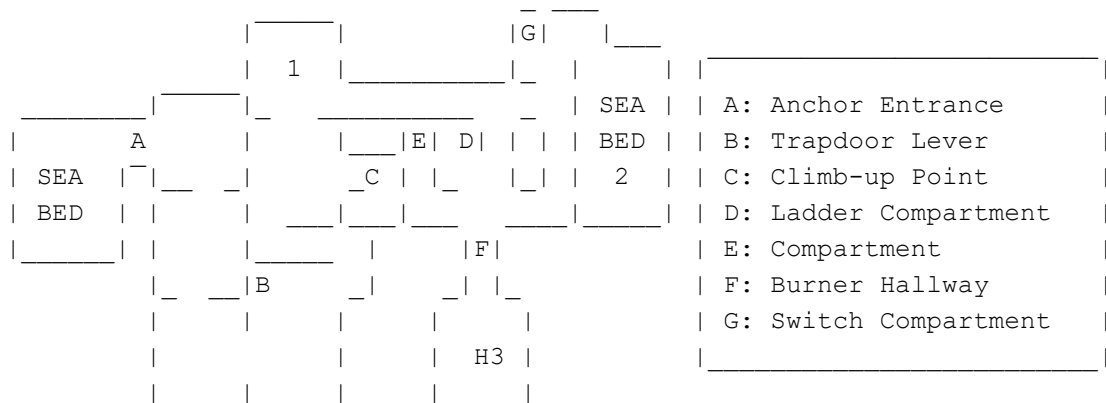 G
1
SEA
A: Anchor Entrance
A E D BED B: Trapdoor Lever
SEA C 2 C: Climb-up Point
BED D: Ladder Compartment
F E: Compartment
B F: Burner Hallway
G: Switch Compartment
H3